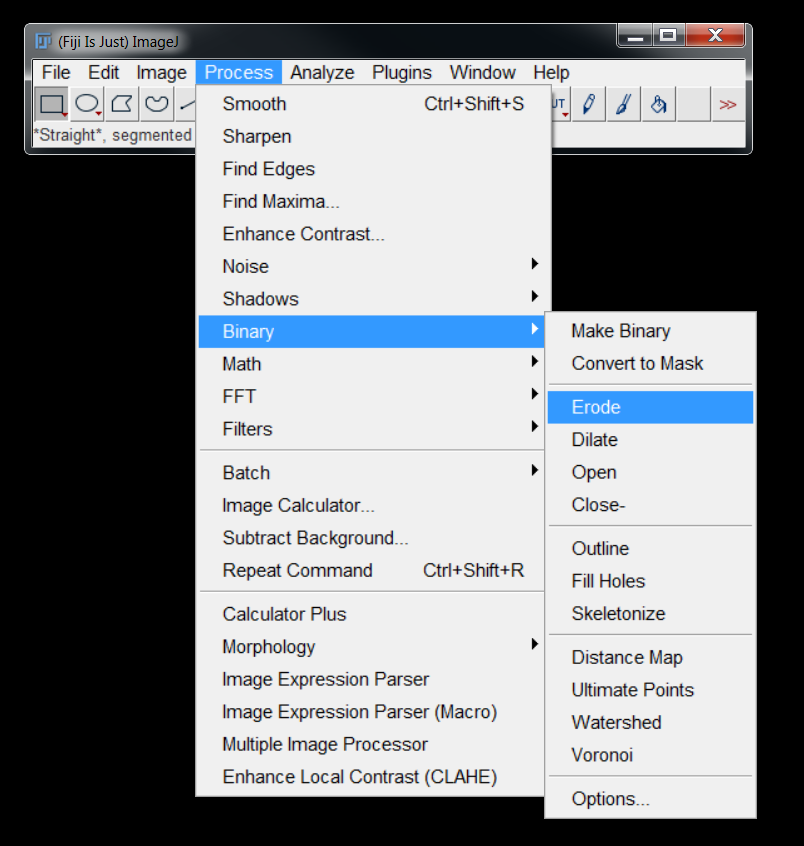 (Fiji Is Just) ImageJ
File Edit Image Process Analyze Plugins Window Help
*Straight*, segmented
Smooth Ctrl+Shift+S
Sharpen
Find Edges
Find Maxima...
Enhance Contrast...
Noise
Shadows
Binary
Math
FFT
Filters
Batch
Image Calculator...
Subtract Background...
Repeat Command Ctrl+Shift+R
Calculator Plus
Morphology
Image Expression Parser
Image Expression Parser (Macro)
Multiple Image Processor
Enhance Local Contrast (CLAHE)
Make Binary
Convert to Mask
Erode
Dilate
Open
Close-
Outline
Fill Holes
Skeletonize
Distance Map
Ultimate Points
Watershed
Voronoi
Options...